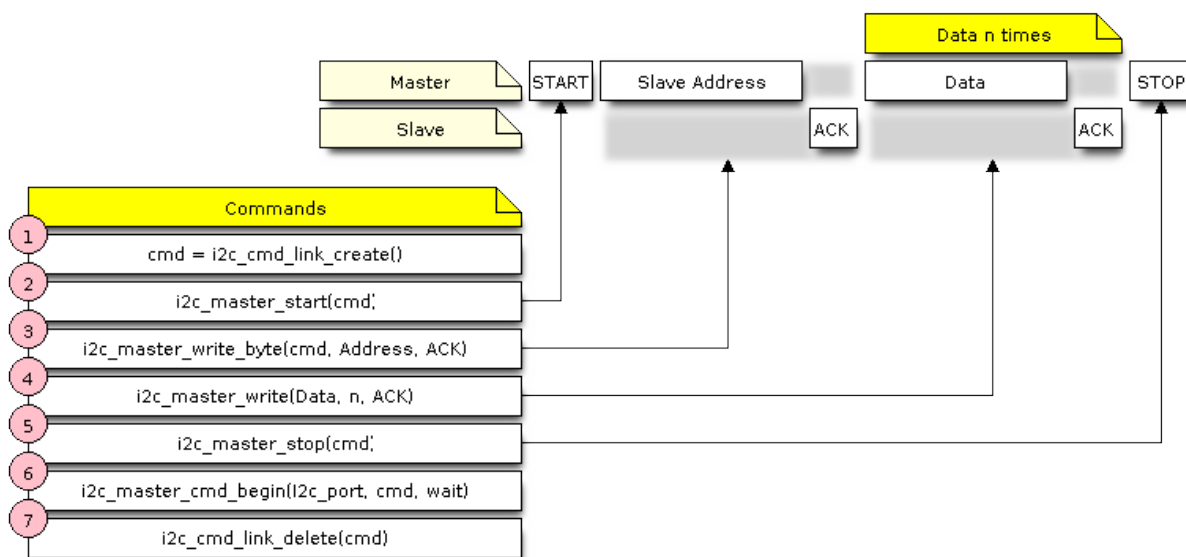 Data n times
Master START Slave Address Data STOP
Slave ACK ACK
Commands
1
cmd = i2c_cmd_link_create()
2
i2c_master_start(cmd)
3
i2c_master_write_byte(cmd, Address, ACK)
4
i2c_master_write(Data, n, ACK)
5
i2c_master_stop(cmd)
6
i2c_master_cmd_begin(I2c_port, cmd, wait)
7
i2c_cmd_link_delete(cmd)